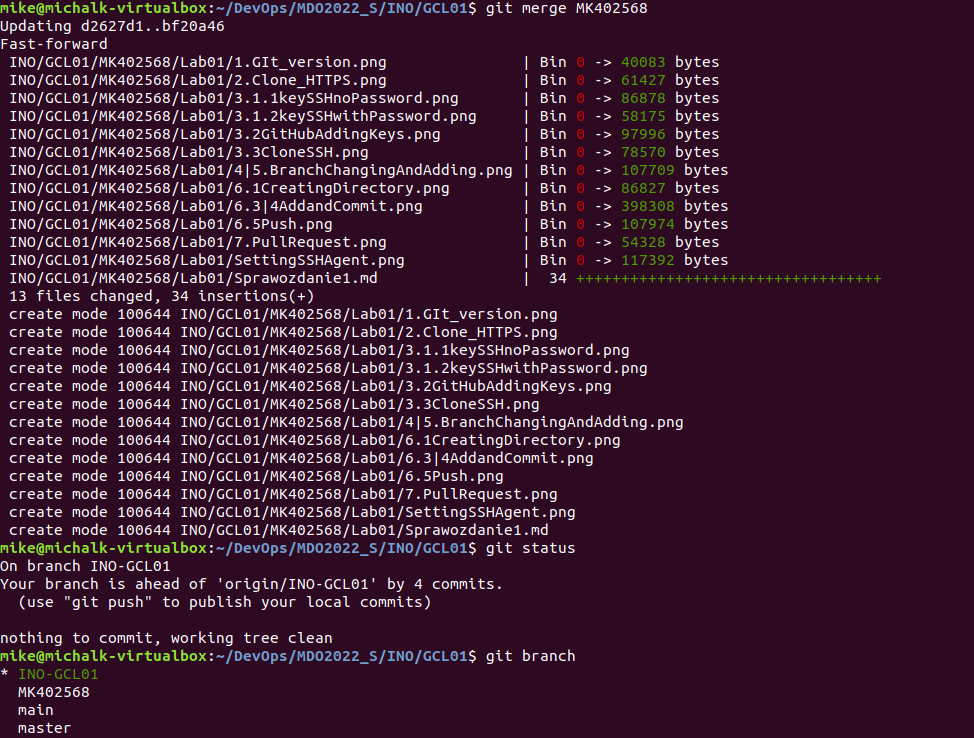 mike@michalk-virtualbox:~/DevOps/MDO2022_S/INO/GCL01$ git merge MK402568
Updating d2627d1..bf20a46
Fast-forward
 INO/GCL01/MK402568/Lab01/1.GIt_version.png               | Bin 0 -> 40083 bytes
 INO/GCL01/MK402568/Lab01/2.Clone_HTTPS.png               | Bin 0 -> 61427 bytes
 INO/GCL01/MK402568/Lab01/3.1.1keySSHnoPassword.png       | Bin 0 -> 86878 bytes
 INO/GCL01/MK402568/Lab01/3.1.2keySSHwithPassword.png     | Bin 0 -> 58175 bytes
 INO/GCL01/MK402568/Lab01/3.2GitHubAddingKeys.png         | Bin 0 -> 97996 bytes
 INO/GCL01/MK402568/Lab01/3.3CloneSSH.png                 | Bin 0 -> 78570 bytes
 INO/GCL01/MK402568/Lab01/4|5.BranchChangingAndAdding.png | Bin 0 -> 107709 bytes
 INO/GCL01/MK402568/Lab01/6.1CreatingDirectory.png        | Bin 0 -> 86827 bytes
 INO/GCL01/MK402568/Lab01/6.3|4AddandCommit.png           | Bin 0 -> 398308 bytes
 INO/GCL01/MK402568/Lab01/6.5Push.png                     | Bin 0 -> 107974 bytes
 INO/GCL01/MK402568/Lab01/7.PullRequest.png               | Bin 0 -> 54328 bytes
 INO/GCL01/MK402568/Lab01/SettingSSHAgent.png             | Bin 0 -> 117392 bytes
 INO/GCL01/MK402568/Lab01/Sprawozdanie1.md                |  34 ++++++++++++++++++++++++++++++++++
 13 files changed, 34 insertions(+)
 create mode 100644 INO/GCL01/MK402568/Lab01/1.GIt_version.png
 create mode 100644 INO/GCL01/MK402568/Lab01/2.Clone_HTTPS.png
 create mode 100644 INO/GCL01/MK402568/Lab01/3.1.1keySSHnoPassword.png
 create mode 100644 INO/GCL01/MK402568/Lab01/3.1.2keySSHwithPassword.png
 create mode 100644 INO/GCL01/MK402568/Lab01/3.2GitHubAddingKeys.png
 create mode 100644 INO/GCL01/MK402568/Lab01/3.3CloneSSH.png
 create mode 100644 INO/GCL01/MK402568/Lab01/4|5.BranchChangingAndAdding.png
 create mode 100644 INO/GCL01/MK402568/Lab01/6.1CreatingDirectory.png
 create mode 100644 INO/GCL01/MK402568/Lab01/6.3|4AddandCommit.png
 create mode 100644 INO/GCL01/MK402568/Lab01/6.5Push.png
 create mode 100644 INO/GCL01/MK402568/Lab01/7.PullRequest.png
 create mode 100644 INO/GCL01/MK402568/Lab01/SettingSSHAgent.png
 create mode 100644 INO/GCL01/MK402568/Lab01/Sprawozdanie1.md
mike@michalk-virtualbox:~/DevOps/MDO2022_S/INO/GCL01$ git status
On branch INO-GCL01
Your branch is ahead of 'origin/INO-GCL01' by 4 commits.
  (use "git push" to publish your local commits)

nothing to commit, working tree clean
mike@michalk-virtualbox:~/DevOps/MDO2022_S/INO/GCL01$ git branch
* INO-GCL01
  MK402568
  main
  master